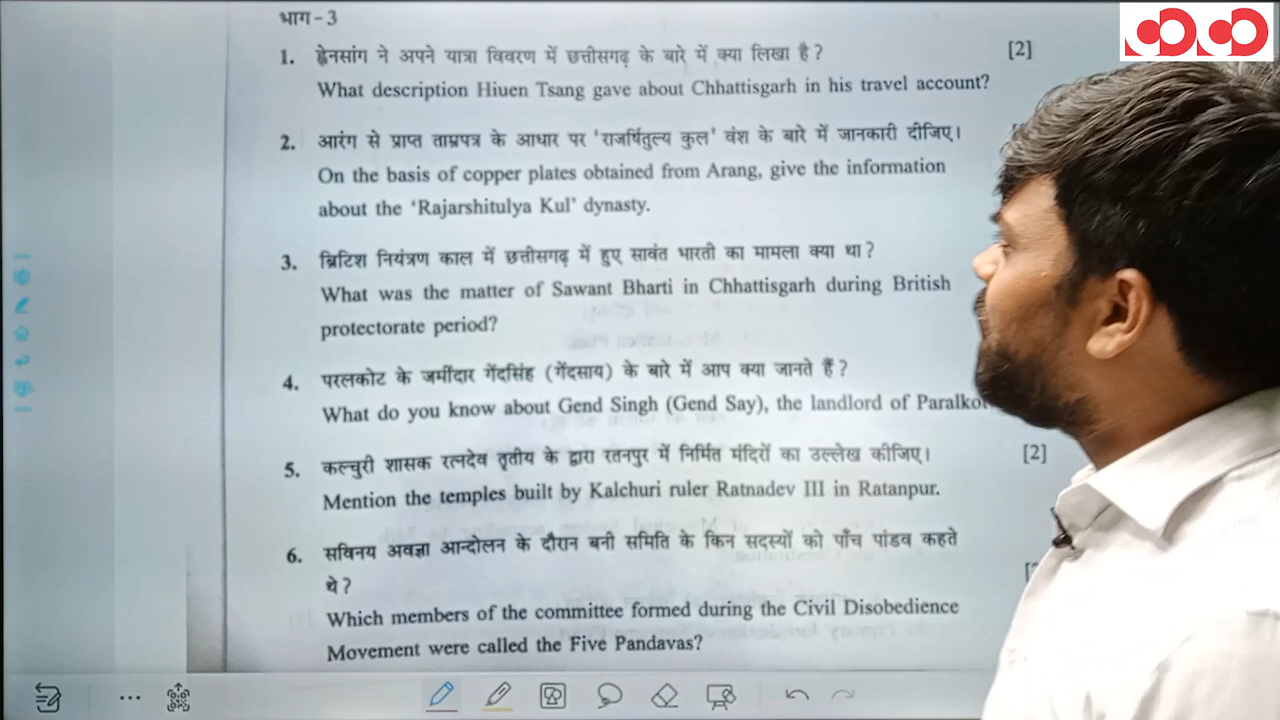 भाग - 3
1. ह्वेनसांग ने अपने यात्रा विवरण में छत्तीसगढ़ के बारे में क्या लिखा है ? [2]
What description Hiuen Tsang gave about Chhattisgarh in his travel account?
2. आरंग से प्राप्त ताम्रपत्र के आधार पर 'राजर्षितुल्य कुल' वंश के बारे में जानकारी दीजिए।
On the basis of copper plates obtained from Arang, give the information
about the 'Rajarshitulya Kul' dynasty.
3. ब्रिटिश नियंत्रण काल में छत्तीसगढ़ में हुए सावंत भारती का मामला क्या था ?
What was the matter of Sawant Bharti in Chhattisgarh during British
protectorate period?
4. परलकोट के जमींदार गेंदसिंह (गेंदसाय) के बारे में आप क्या जानते हैं ?
What do you know about Gend Singh (Gend Say), the landlord of
5. कल्चुरी शासक रत्नदेव तृतीय के द्वारा रतनपुर में निर्मित मंदिरों का उल्लेख कीजिए। [2]
Mention the temples built by Kalchuri ruler Ratnadev III in Ratanpur.
6. सविनय अवज्ञा आन्दोलन के दौरान बनी समिति के किन सदस्यों को पाँच पांडव कहते
थे ?
Which members of the committee formed during the Civil Disobedience
Movement were called the Five Pandavas?